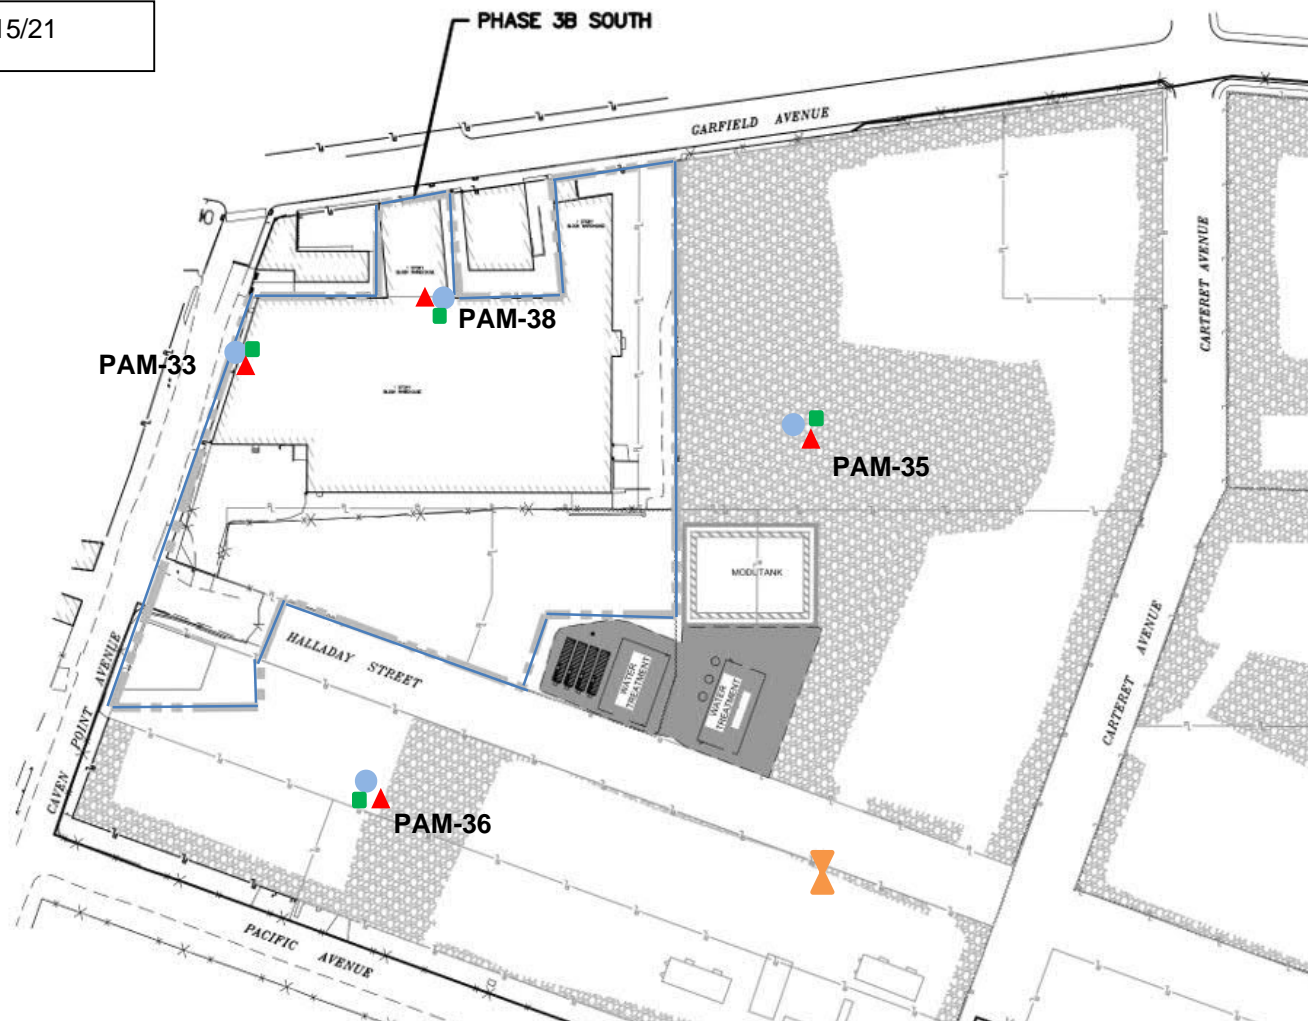 15/21
PHASE 3B SOUTH
GARFIELD AVENUE
CARTERET AVENUE
PAM-38
PAM-33
PAM-35
MODUTANK
HALLADAY STREET
WATER
TREATMENT
WATER
TREATMENT
CARTERET AVENUE
CAVEN POINT AVENUE
PAM-36
PACIFIC
AVENUE